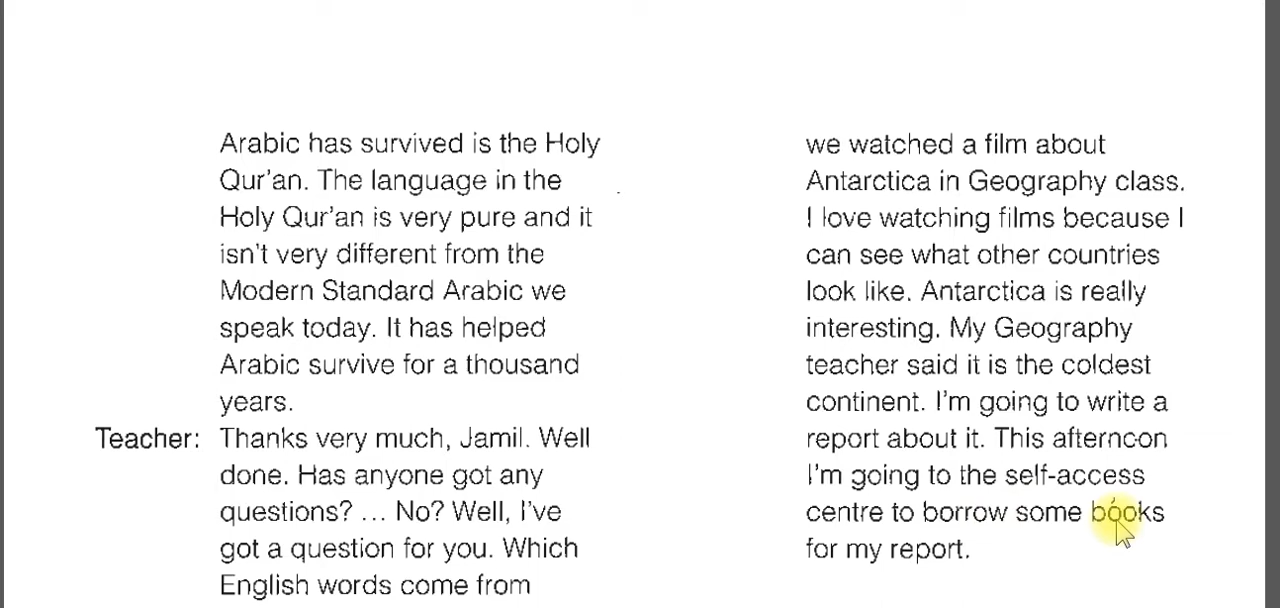 Arabic has survived is the Holy
Qur'an. The language in the
Holy Qur'an is very pure and it
isn't very different from the
Modern Standard Arabic we
speak today. It has helped
Arabic survive for a thousand
years.
Teacher: Thanks very much, Jamil. Well
done. Has anyone got any
questions? ... No? Well, I've
got a question for you. Which
English words come from
we watched a film about
Antarctica in Geography class.
I love watching films because I
can see what other countries
look like. Antarctica is really
interesting. My Geography
teacher said it is the coldest
continent. I'm going to write a
report about it. This afternoon
I'm going to the self-access
centre to borrow some books
for my report.